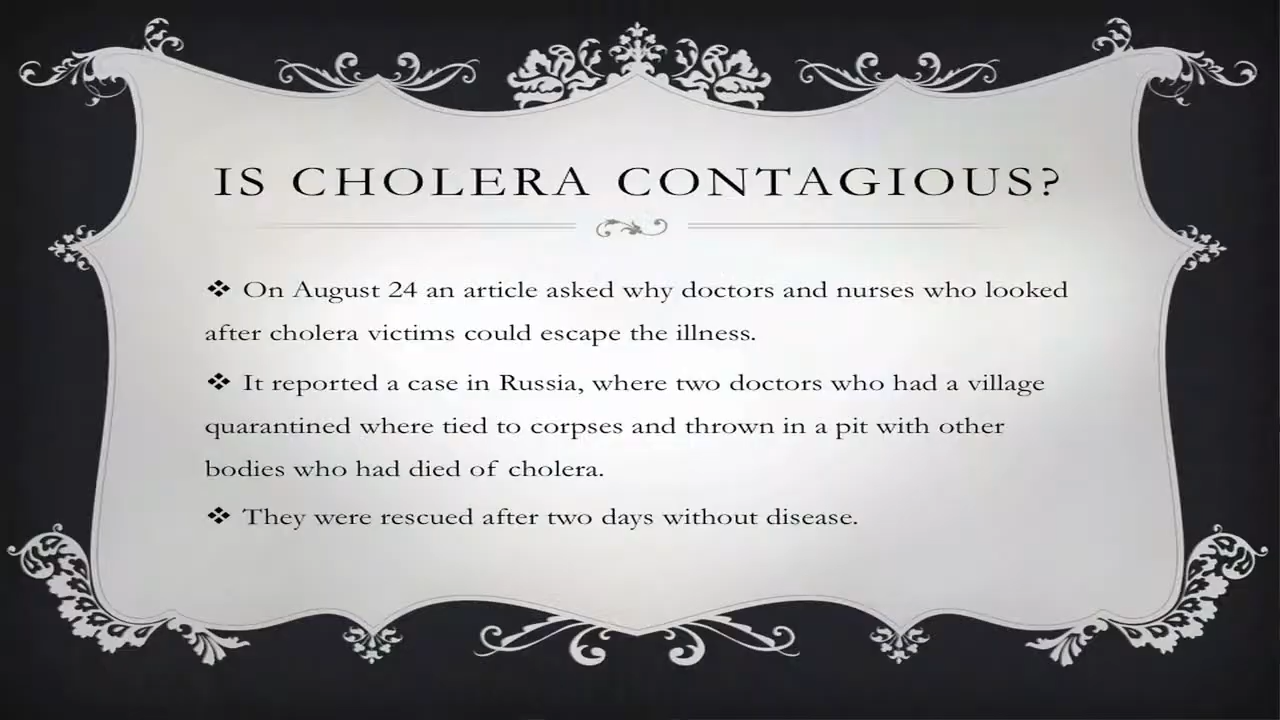 IS CHOLERA CONTAGIOUS?
❖ On August 24 an article asked why doctors and nurses who looked
after cholera victims could escape the illness.
❖ It reported a case in Russia, where two doctors who had a village
quarantined where tied to corpses and thrown in a pit with other
bodies who had died of cholera.
❖ They were rescued after two days without disease.